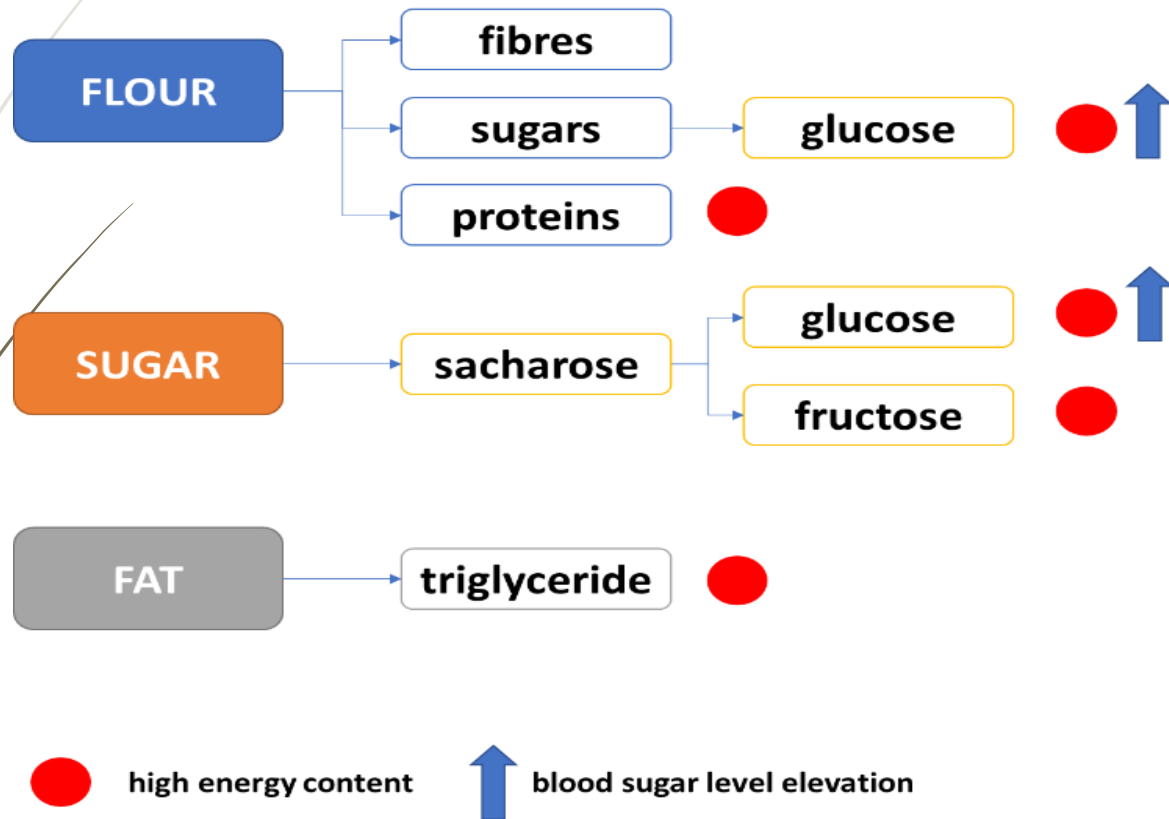 FLOUR
fibres
sugars
glucose
proteins
SUGAR
sacharose
glucose
fructose
FAT
triglyceride
high energy content
blood sugar level elevation